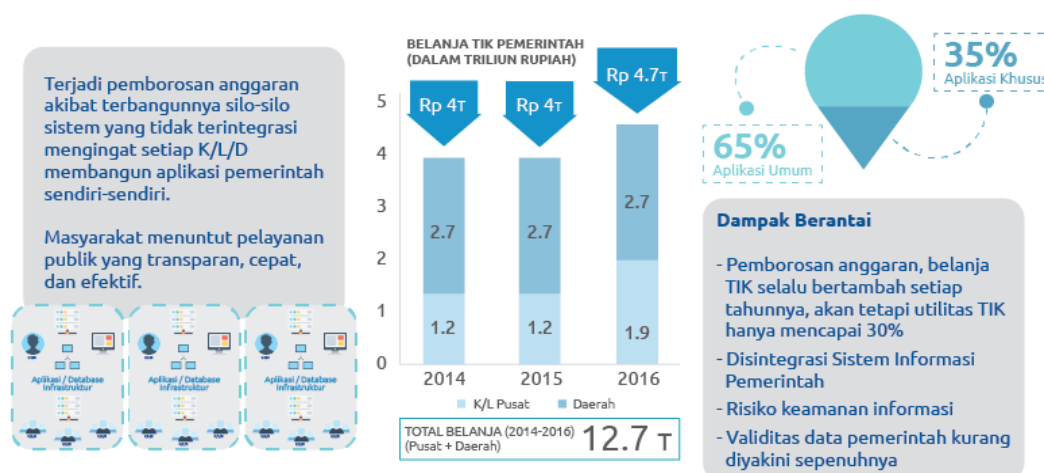 Terjadi pemborosan anggaran
akibat terbangunnya silo-silo
sistem yang tidak terintegrasi
mengingat setiap K/L/D
membangun aplikasi pemerintah
sendiri-sendiri.
Masyarakat menuntut pelayanan
publik yang transparan, cepat,
dan efektif.
Aplikasi / Database
Infrastruktur
Aplikasi / Database
Infrastruktur
Aplikasi / Database
Infrastruktur
BELANJA TIK PEMERINTAH
(DALAM TRILIUN RUPIAH)
Rp 4T
Rp 4T
Rp 4.7T
5
4
3
2
1
0
2.7
2.7
2.7
1.2
1.2
1.9
2014
2015
2016
K/L Pusat
Daerah
TOTAL BELANJA (2014-2016)
(Pusat + Daerah)
12.7 T
35%
Aplikasi Khusus
65%
Aplikasi Umum
Dampak Berantai
- Pemborosan anggaran, belanja
TIK selalu bertambah setiap
tahunnya, akan tetapi utilitas TIK
hanya mencapai 30%
- Disintegrasi Sistem Informasi
Pemerintah
- Risiko keamanan informasi
- Validitas data pemerintah kurang
diyakini sepenuhnya